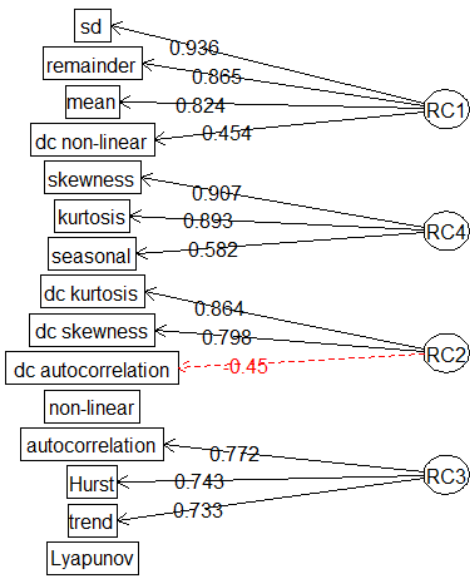 sd
0.936
remainder
0.865
mean
0.824
RC1
dc non-linear
0.454
skewness
0.907
kurtosis
0.893
RC4
seasonal
0.582
dc kurtosis
0.864
dc skewness
0.798
RC2
dc autocorrelation
-0.45
non-linear
autocorrelation
0.772
Hurst
0.743
RC3
trend
0.733
Lyapunov